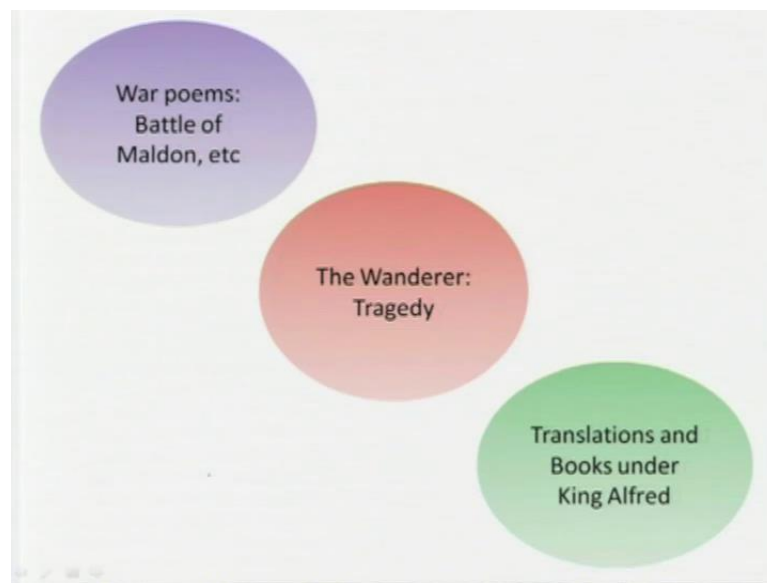 War poems:
Battle of
Maldon, etc
The Wanderer:
Tragedy
Translations and
Books under
King Alfred